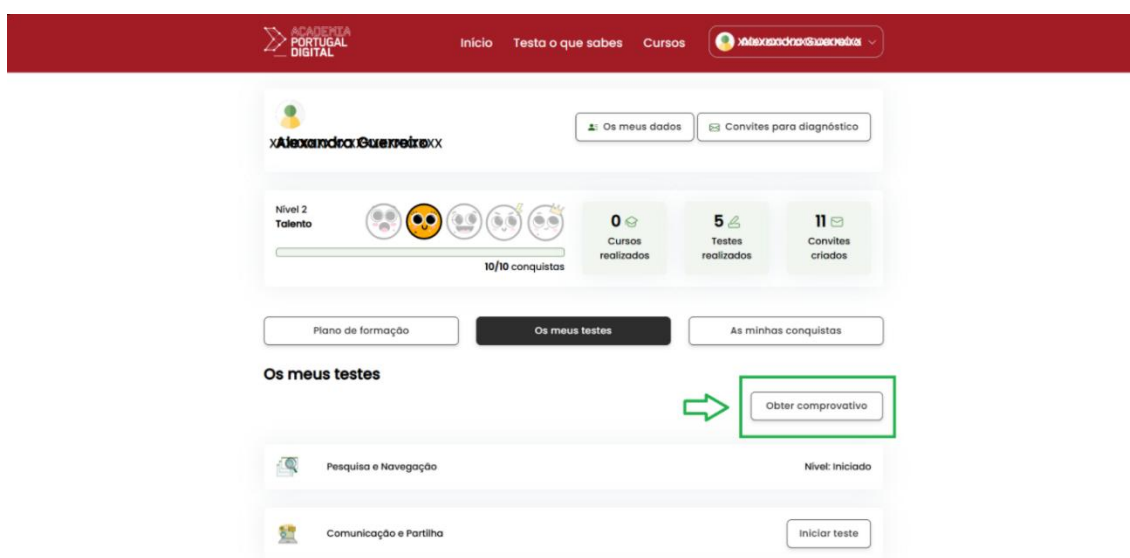 ACADEMIA
PORTUGAL
DIGITAL
Início Testa o que sabes Cursos
Alexandra Guerreiro
Os meus dados Convites para diagnóstico
Nível 2
Talento
10/10 conquistas
0
Cursos
realizados
5
Testes
realizados
11
Convites
criados
Plano de formação Os meus testes As minhas conquistas
Os meus testes
Obter comprovativo
Pesquisa e Navegação Nível: Iniciado
Comunicação e Partilha Iniciar teste